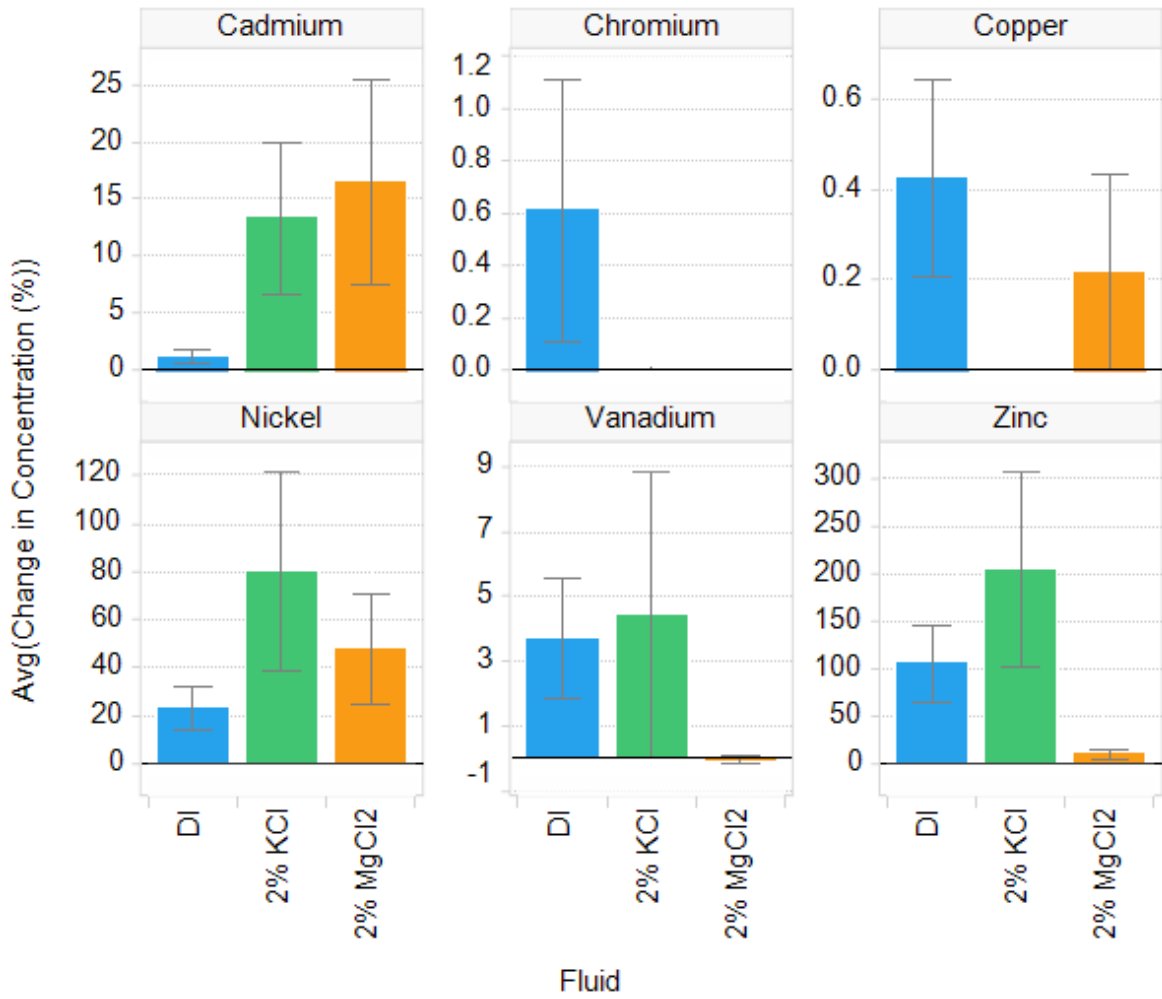 Avg(Change in Concentration (%))
Cadmium
25
20
15
10
5
0
Chromium
1.2
1.0
0.8
0.6
0.4
0.2
0.0
Copper
0.6
0.4
0.2
0.0
Nickel
120
100
80
60
40
20
0
Vanadium
9
7
5
3
1
-1
Zinc
300
250
200
150
100
50
0
DI
2% KCl
2% MgCl2
DI
2% KCl
2% MgCl2
DI
2% KCl
2% MgCl2
Fluid